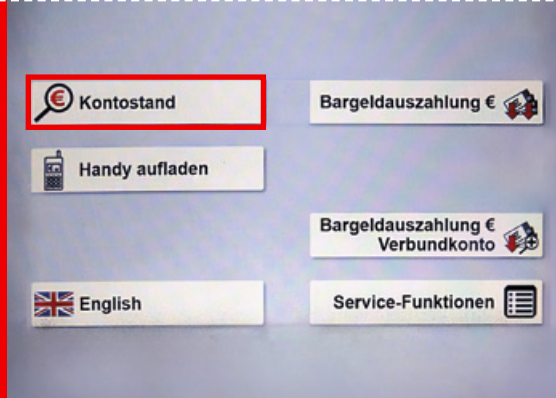 Kontostand
Bargeldauszahlung €
Handy aufladen
Bargeldauszahlung €
Verbundkonto
English
Service-Funktionen